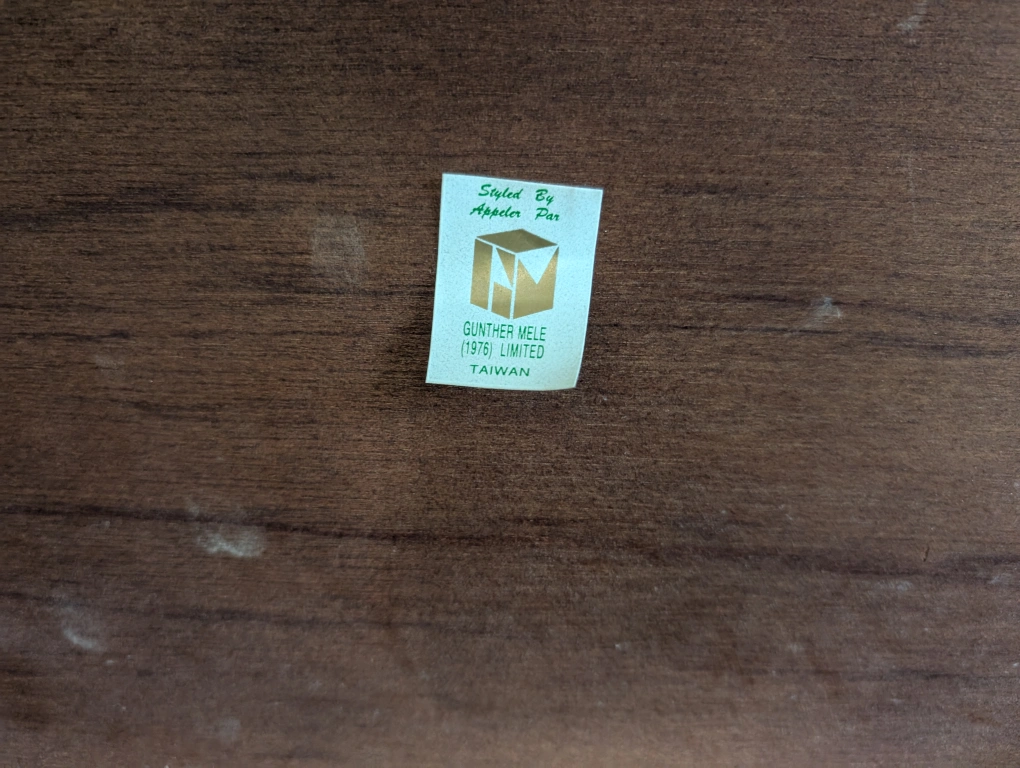 Styled By
Appeler Par
GUNTHER MELE
(1976) LIMITED
TAIWAN